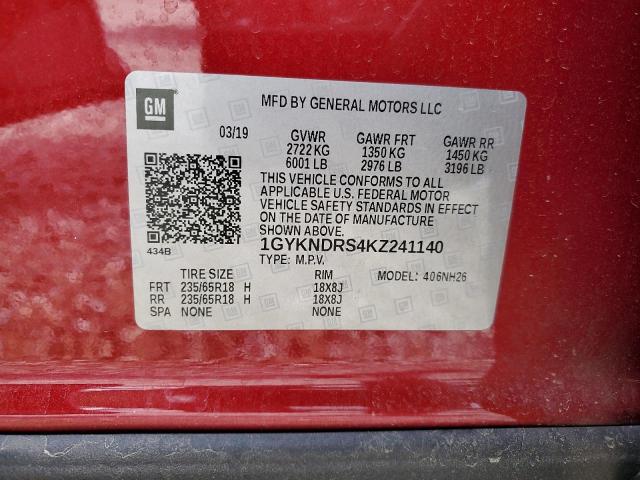 GM
MFD BY GENERAL MOTORS LLC
03/19 GVWR GAWR FRT GAWR RR
2722 KG 1350 KG 1450 KG
6001 LB 2976 LB 3196 LB
THIS VEHICLE CONFORMS TO ALL
APPLICABLE U.S. FEDERAL MOTOR
VEHICLE SAFETY STANDARDS IN EFFECT
ON THE DATE OF MANUFACTURE
SHOWN ABOVE.
434B 1GYKNDRS4KZ241140
TYPE: M.P.V.
TIRE SIZE RIM MODEL: 406NH26
FRT 235/65R18 H 18X8J
RR 235/65R18 H 18X8J
SPA NONE NONE